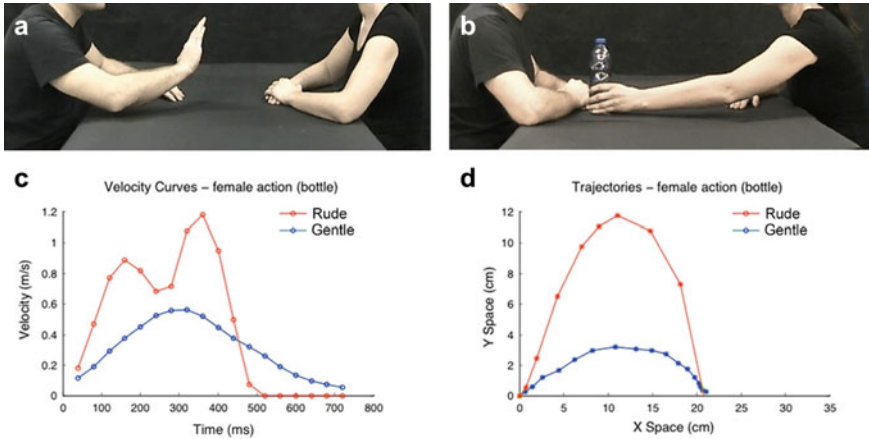 a
b
c
Velocity Curves – female action (bottle)
Rude
Gentle
Velocity (m/s)
1.2
1
0.8
0.6
0.4
0.2
0
0 100 200 300 400 500 600 700 800
Time (ms)
d
Trajectories – female action (bottle)
Rude
Gentle
Y Space (cm)
12
10
8
6
4
2
0
0 5 10 15 20 25 30 35
X Space (cm)